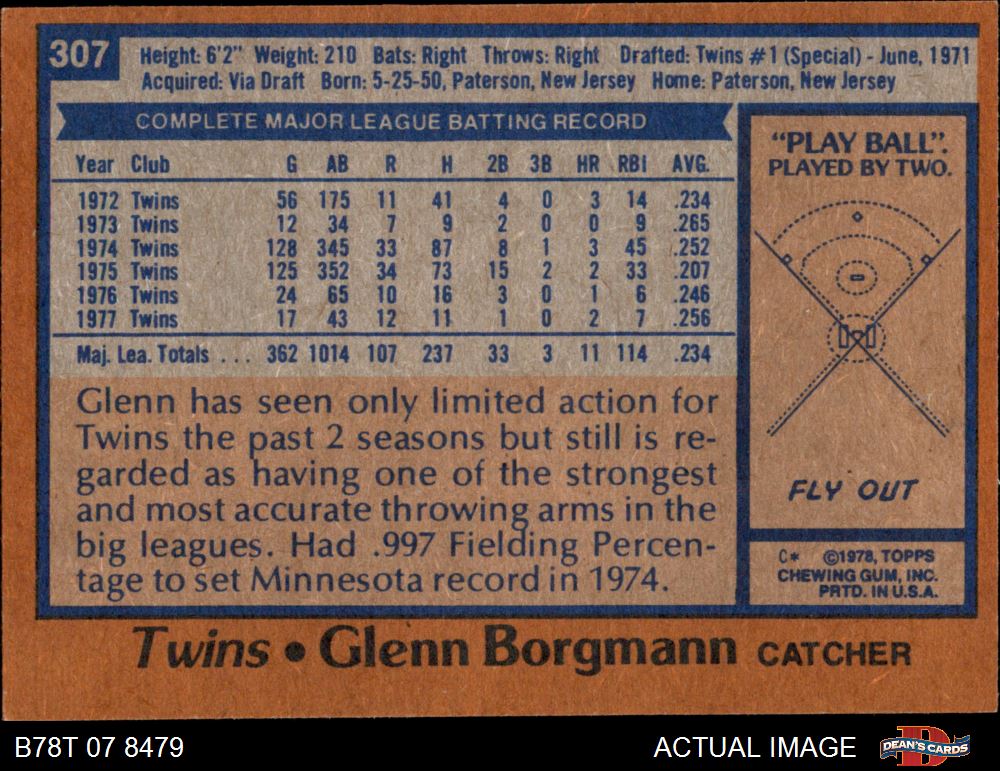 307
Height: 6'2" Weight: 210 Bats: Right Throws: Right Drafted: Twins #1 (Special) - June, 1971
Acquired: Via Draft Born: 5-25-50, Paterson, New Jersey Home: Paterson, New Jersey
COMPLETE MAJOR LEAGUE BATTING RECORD
Year Club G AB R H 2B 3B HR RBI AVG.
1972 Twins 56 175 11 41 4 0 3 14 .234
1973 Twins 12 34 7 9 2 0 0 9 .265
1974 Twins 128 345 33 87 8 1 3 45 .252
1975 Twins 125 352 34 73 15 2 2 33 .207
1976 Twins 24 65 10 16 3 0 1 6 .246
1977 Twins 17 43 12 11 1 0 2 7 .256
Maj. Lea. Totals ... 362 1014 107 237 33 3 11 114 .234
Glenn has seen only limited action for
Twins the past 2 seasons but still is re-
garded as having one of the strongest
and most accurate throwing arms in the
big leagues. Had .997 Fielding Percen-
tage to set Minnesota record in 1974.
"PLAY BALL".
PLAYED BY TWO.
FLY OUT
C* ©1978, TOPPS
CHEWING GUM, INC.
PRTD. IN U.S.A.
Twins • Glenn Borgmann CATCHER
B78T 07 8479
ACTUAL IMAGE
D
DEAN'S CARDS